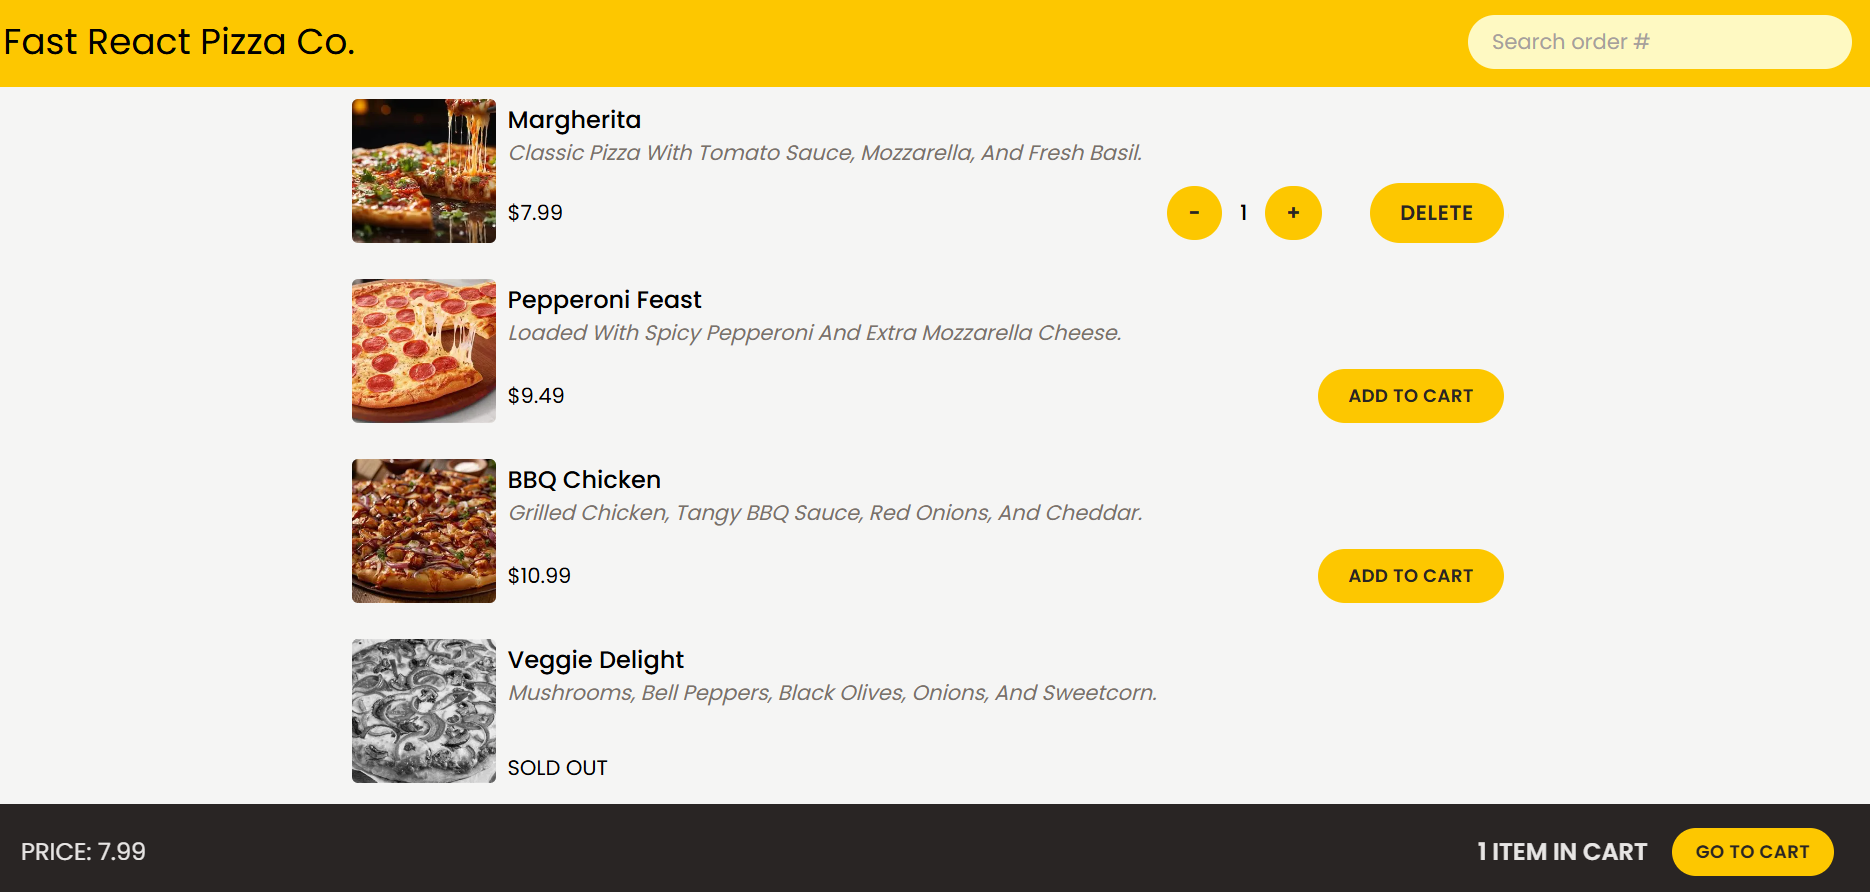 Fast React Pizza Co.
Search order #
Margherita
Classic Pizza With Tomato Sauce, Mozzarella, And Fresh Basil.
$7.99
- 1 + DELETE
Pepperoni Feast
Loaded With Spicy Pepperoni And Extra Mozzarella Cheese.
$9.49
ADD TO CART
BBQ Chicken
Grilled Chicken, Tangy BBQ Sauce, Red Onions, And Cheddar.
$10.99
ADD TO CART
Veggie Delight
Mushrooms, Bell Peppers, Black Olives, Onions, And Sweetcorn.
SOLD OUT
PRICE: 7.99
1 ITEM IN CART
GO TO CART